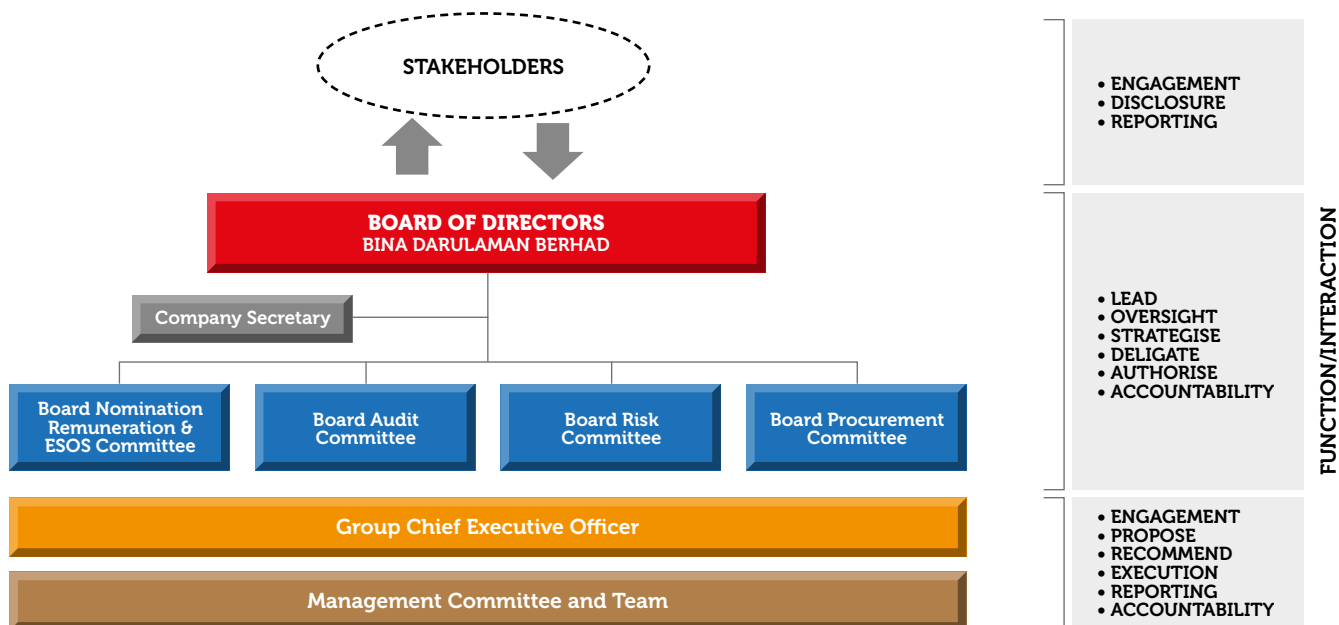 STAKEHOLDERS
• ENGAGEMENT
• DISCLOSURE
• REPORTING
BOARD OF DIRECTORS
BINA DARULAMAN BERHAD
Company Secretary
Board Nomination
Remuneration &
ESOS Committee
Board Audit
Committee
Board Risk
Committee
Board Procurement
Committee
• LEAD
• OVERSIGHT
• STRATEGISE
• DELIGATE
• AUTHORISE
• ACCOUNTABILITY
Group Chief Executive Officer
Management Committee and Team
• ENGAGEMENT
• PROPOSE
• RECOMMEND
• EXECUTION
• REPORTING
• ACCOUNTABILITY
FUNCTION/INTERACTION